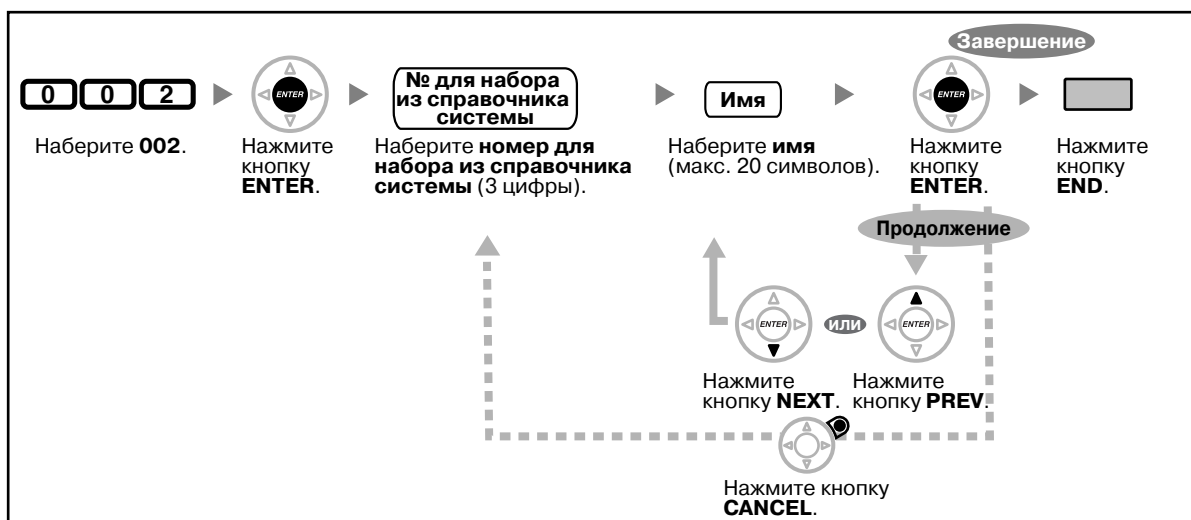 Завершение
0 0 2
ENTER
№ для набора
из справочника
системы
Имя
ENTER
Наберите 002.
Нажмите
кнопку
ENTER.
Наберите номер для
набора из справочника
системы (3 цифры).
Наберите имя
(макс. 20 символов).
Нажмите
кнопку
ENTER.
Нажмите
кнопку
END.
Продолжение
ENTER
или
ENTER
Нажмите
кнопку NEXT.
Нажмите
кнопку PREV.
Нажмите кнопку
CANCEL.